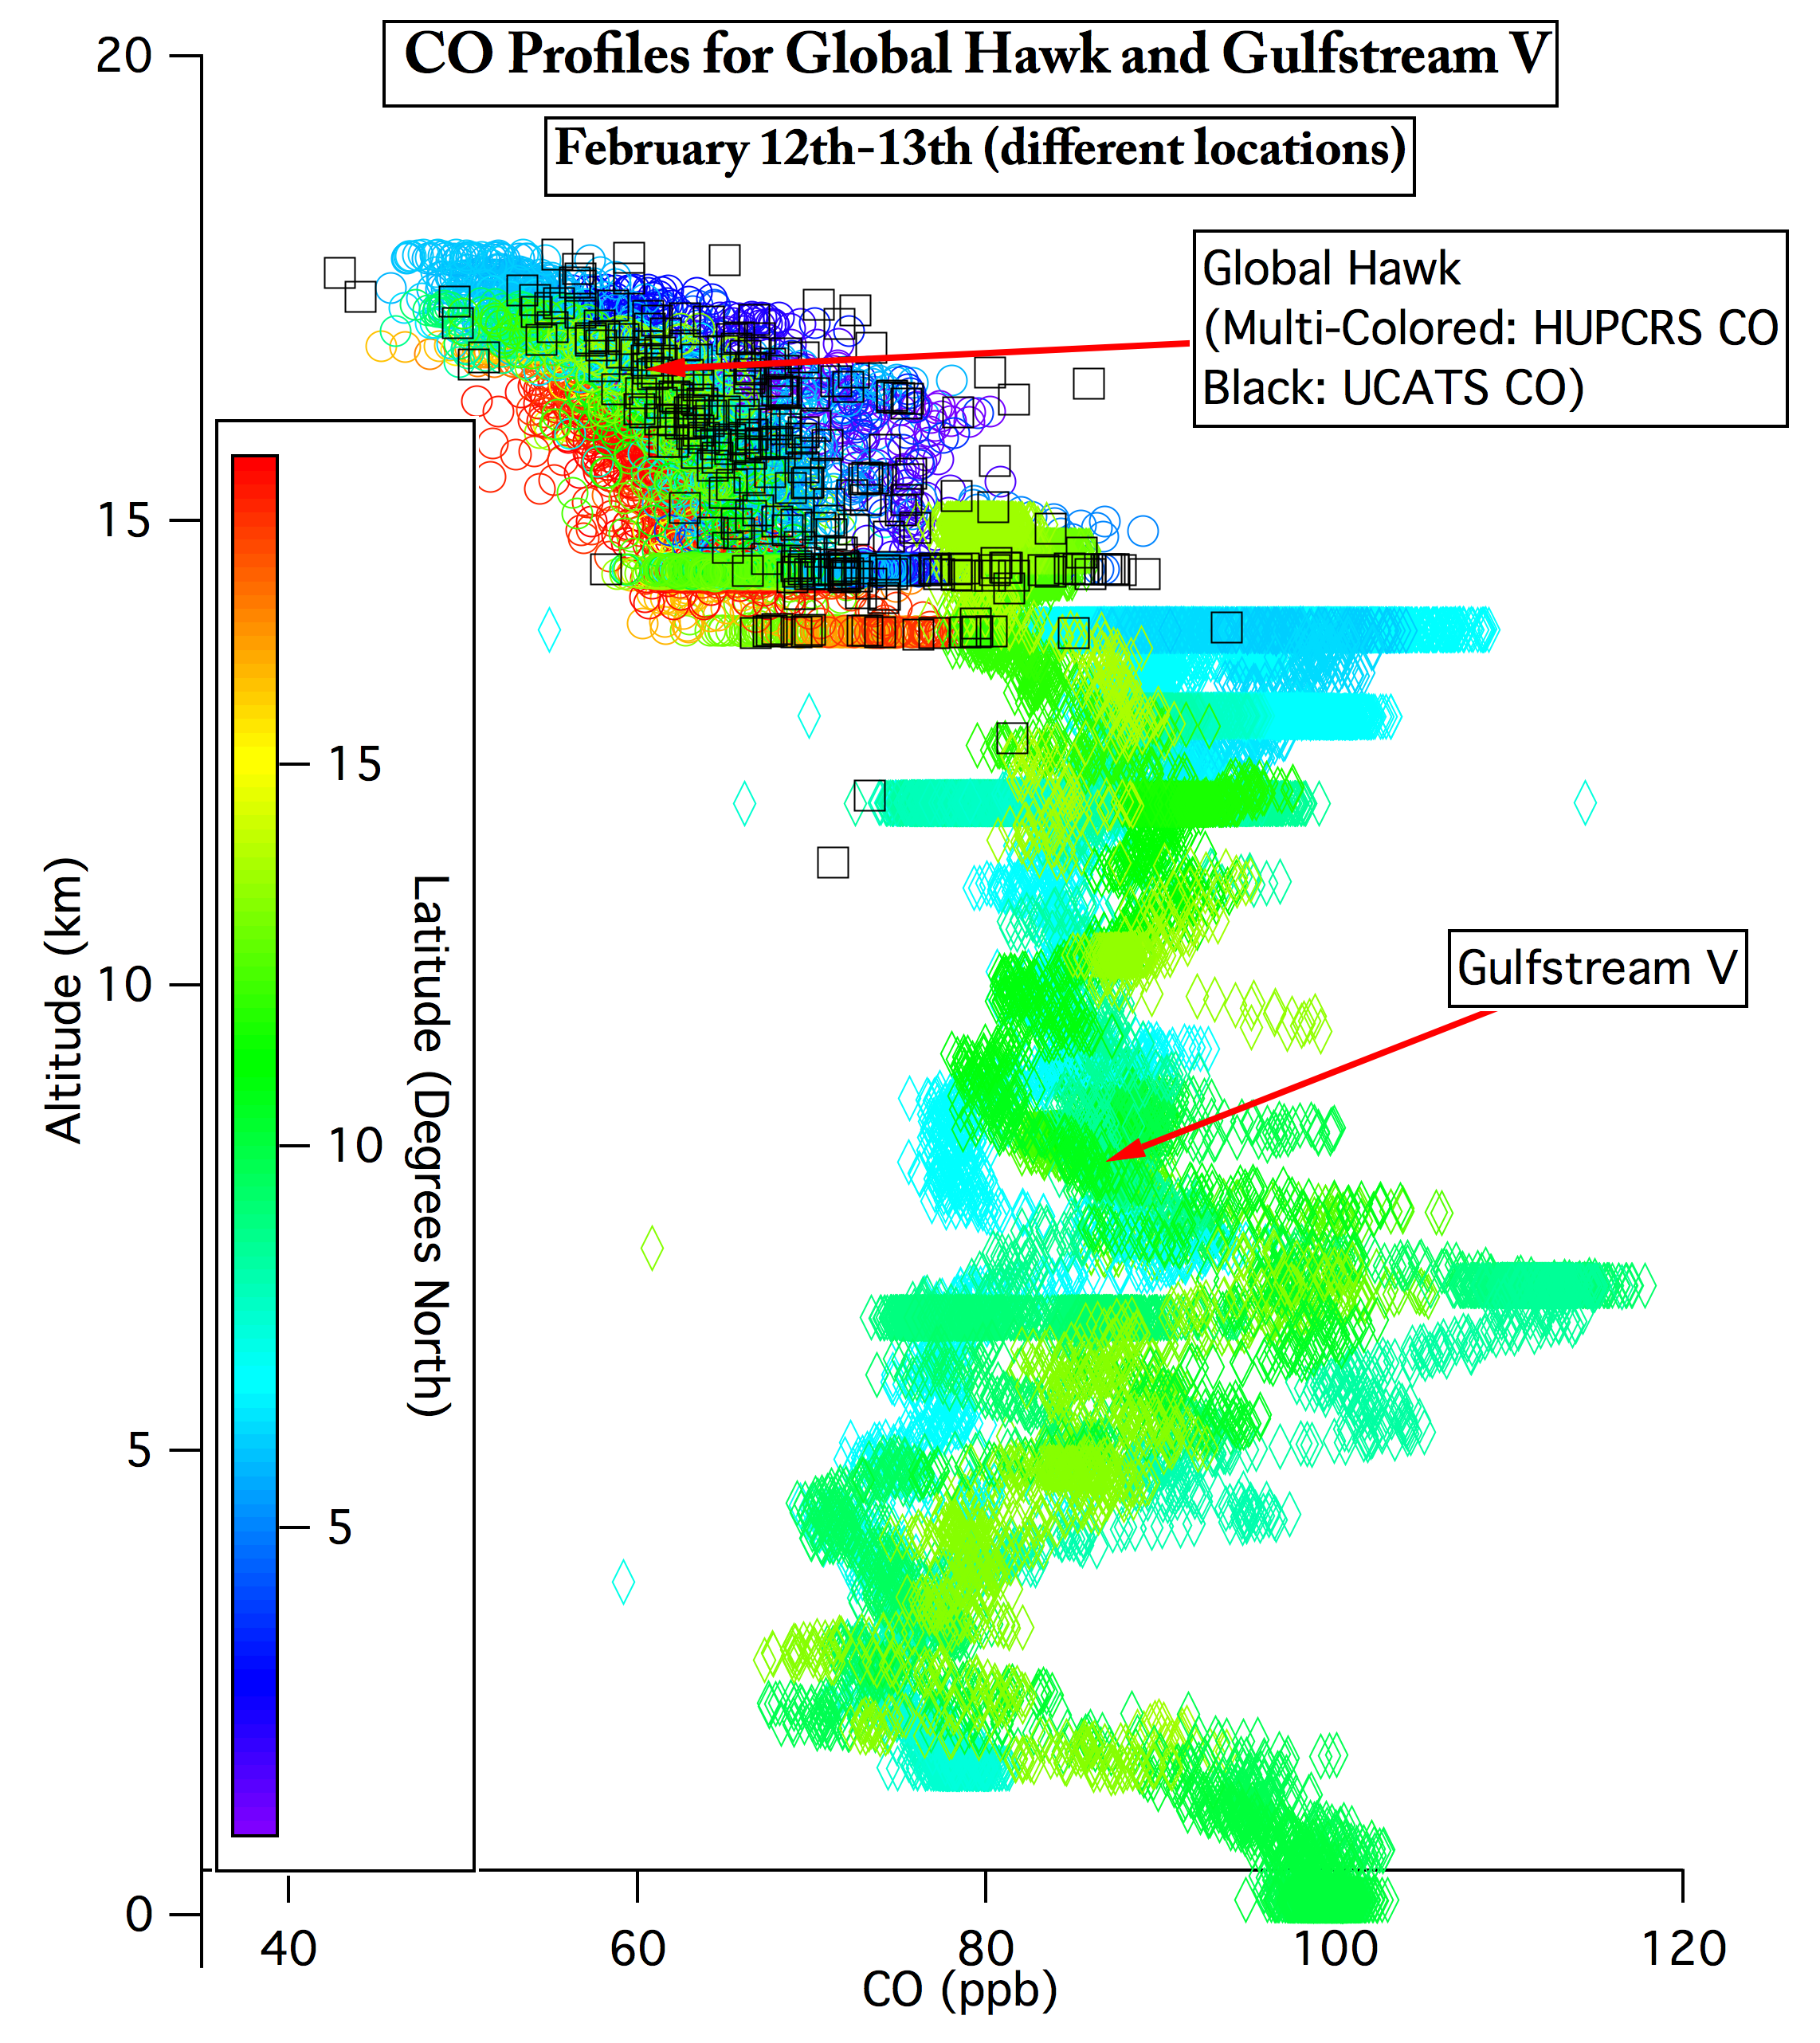 CO Profiles for Global Hawk and Gulfstream V
February 12th-13th (different locations)
Global Hawk
(Multi-Colored: HUPCRS CO
Black: UCATS CO)
Gulfstream V
Altitude (km)
20
15
10
5
0
Latitude (Degrees North)
15
10
5
40
60
80
100
120
CO (ppb)